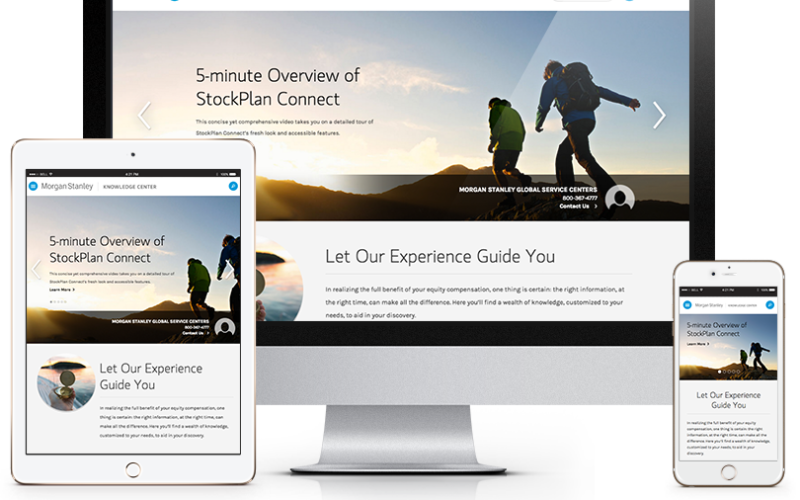 5-minute Overview of
StockPlan Connect
This concise yet comprehensive video takes you on a detailed tour of
StockPlan Connect's fresh look and accessible features.
MORGAN STANLEY GLOBAL SERVICE CENTERS
800-367-4777
Contact Us >
Let Our Experience Guide You
In realizing the full benefit of your equity compensation, one thing is certain: the right information, at
the right time, can make all the difference. Here you'll find a wealth of knowledge, customized to your
needs, to aid in your discovery.
4:21 PM
Morgan Stanley | KNOWLEDGE CENTER
5-minute Overview of
StockPlan Connect
This concise yet comprehensive video takes you on a detailed tour of
StockPlan Connect's fresh look and accessible features.
Learn More >
MORGAN STANLEY GLOBAL SERVICE CENTERS
800-367-4777
Contact Us >
Let Our Experience
Guide You
In realizing the full benefit of your equity compensation, one
thing is certain: the right information, at the right time, can
make all the difference. Here you'll find a wealth of knowledge,
customized to your needs, to aid in your discovery.
4:21 PM
Morgan Stanley | KNOWLEDGE CENTER
5-minute Overview of
StockPlan Connect
Learn More >
Let Our Experience
Guide You
In realizing the full benefit of your equity
compensation, one thing is certain: the right
information, at the right time, can make all
the difference. Here you'll find a wealth of
knowledge, customized to your needs, to aid in your
discovery.